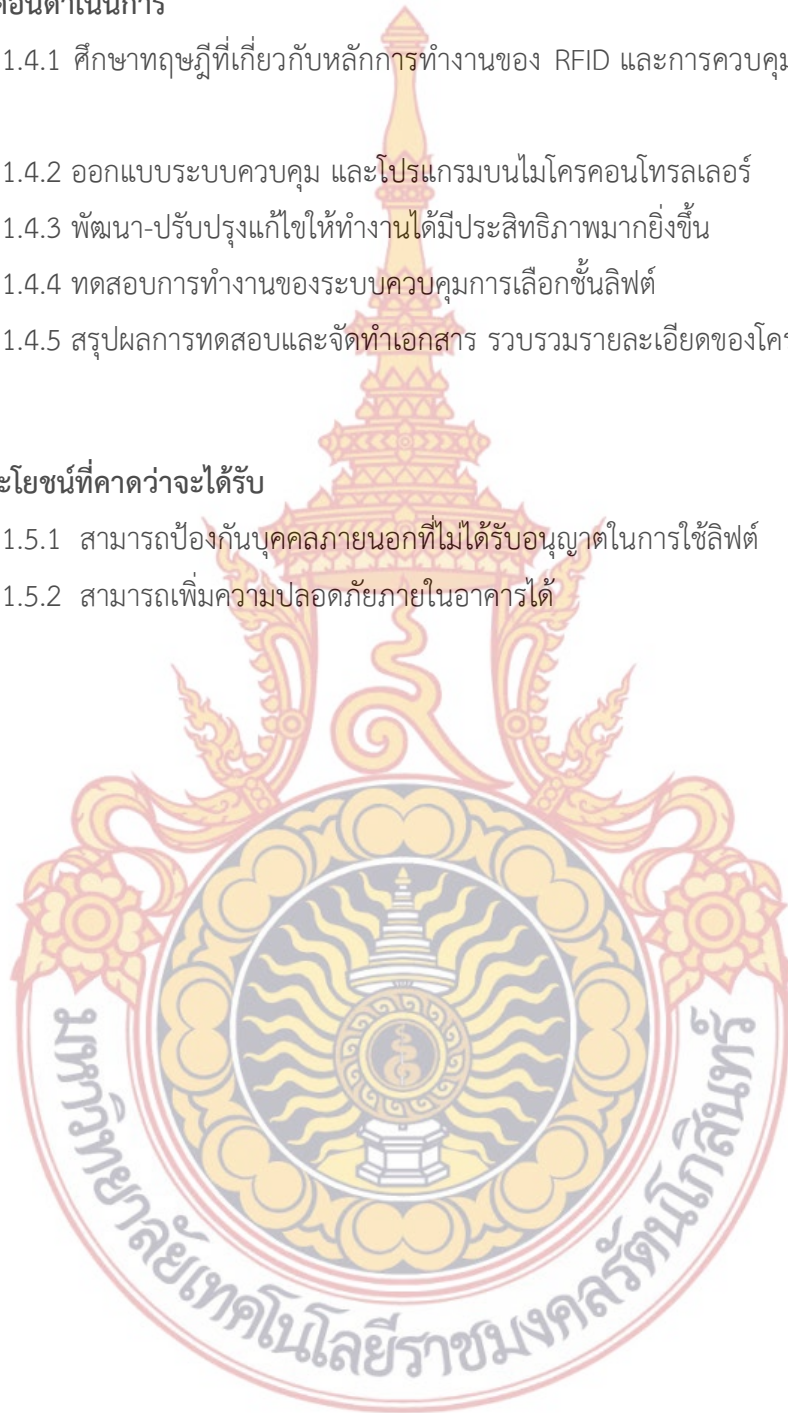 1.4.1 ศึกษาทฤษฎีที่เกี่ยวกับหลักการทำงานของ RFID และการควบคุม
1.4.2 ออกแบบระบบควบคุม และโปรแกรมบนไมโครคอนโทรลเลอร์
1.4.3 พัฒนา-ปรับปรุงแก้ไขให้ทำงานได้มีประสิทธิภาพมากยิ่งขึ้น
1.4.4 ทดสอบการทำงานของระบบควบคุมการเลือกชั้นลิฟต์
1.4.5 สรุปผลการทดสอบและจัดทำเอกสาร รวบรวมรายละเอียดของ
ะโยชน์ที่คาดว่าจะได้รับ
1.5.1 สามารถป้องกันบุคคลภายนอกที่ไม่ได้รับอนุญาตในการใช้ลิฟต์
1.5.2 สามารถเพิ่มความปลอดภัยภายในอาคารได้
มหาวิทยาลัยเทคโนโลยีราชมงคลรัตนโกสินทร์